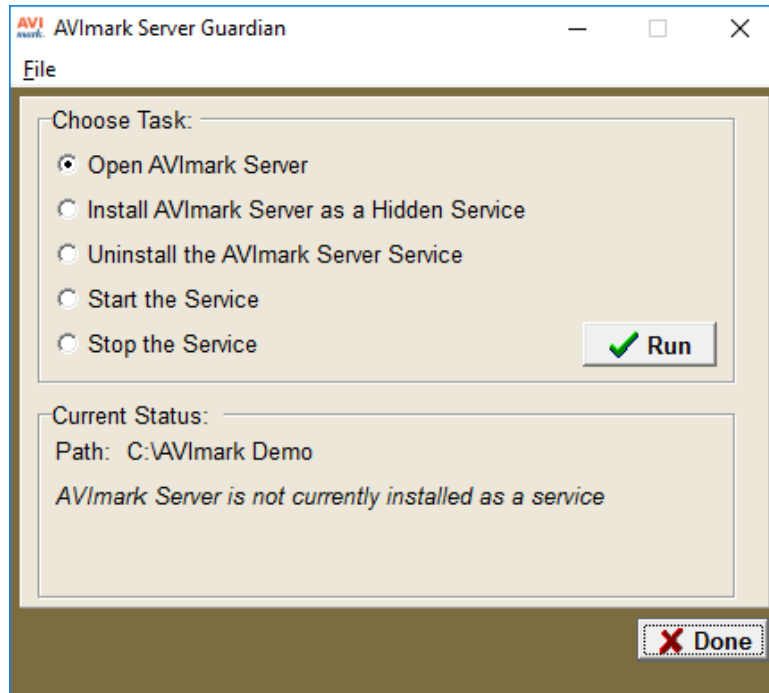 AVI mark. AVImark Server Guardian
File
Choose Task:
Open AVImark Server
Install AVImark Server as a Hidden Service
Uninstall the AVImark Server Service
Start the Service
Stop the Service
Run
Current Status:
Path: C:\AVImark Demo
AVImark Server is not currently installed as a service
Done